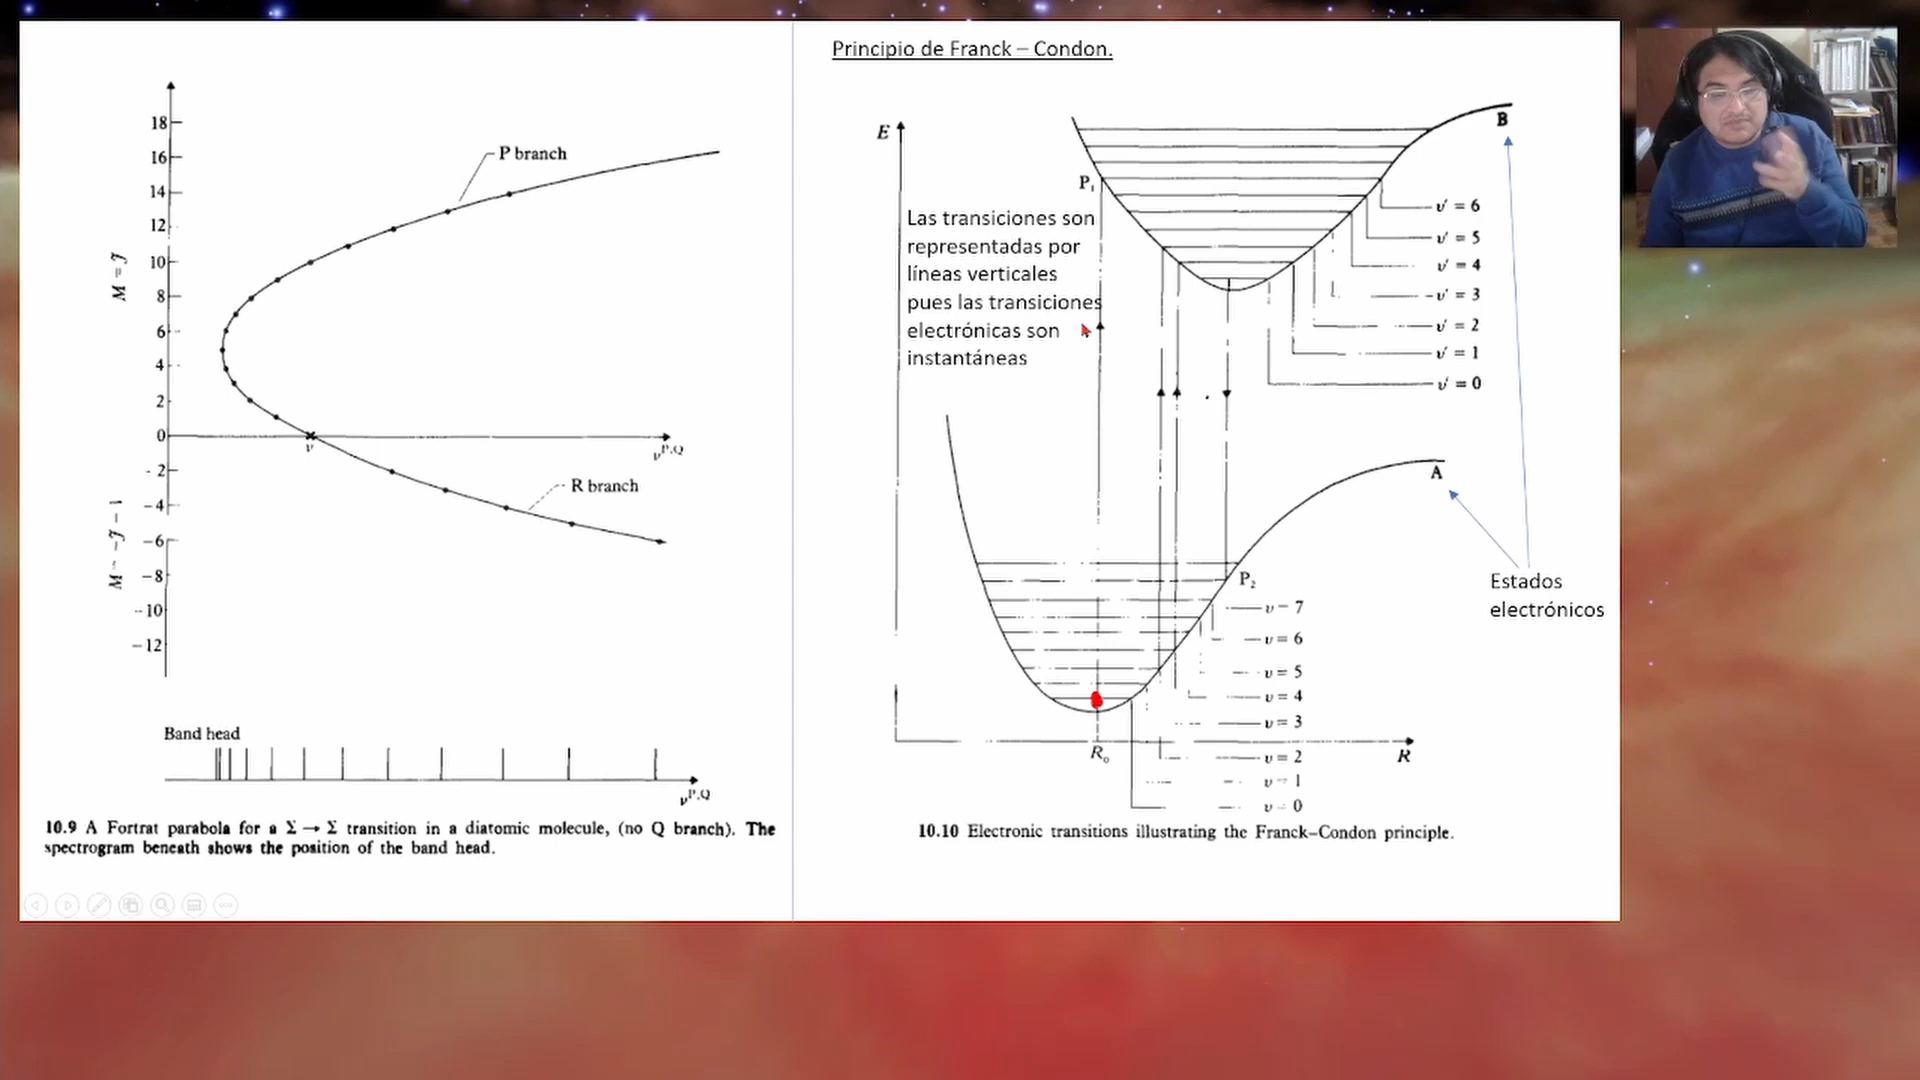 18
16
P branch
14
12
10
M = J
8
6
4
2
0
ν
ν P,Q
- 2
R branch
- 4
M - - J - 1
- 6
- 8
- 10
- 12
Band head
ν P,Q
10.9 A Fortrat parabola for a Σ → Σ transition in a diatomic molecule, (no Q branch). The
spectrogram beneath shows the position of the band head.
Principio de Franck – Condon.
E
B
P₁
Las transiciones son
representadas por
líneas verticales
pues las transiciones
electrónicas son
instantáneas
v' = 6
v' = 5
v' = 4
v' = 3
v' = 2
v' = 1
v' = 0
A
Estados
electrónicos
P₂
v - 7
v = 6
v = 5
v = 4
v = 3
v = 2
v - 1
v - 0
R₀
R
10.10 Electronic transitions illustrating the Franck–Condon principle.